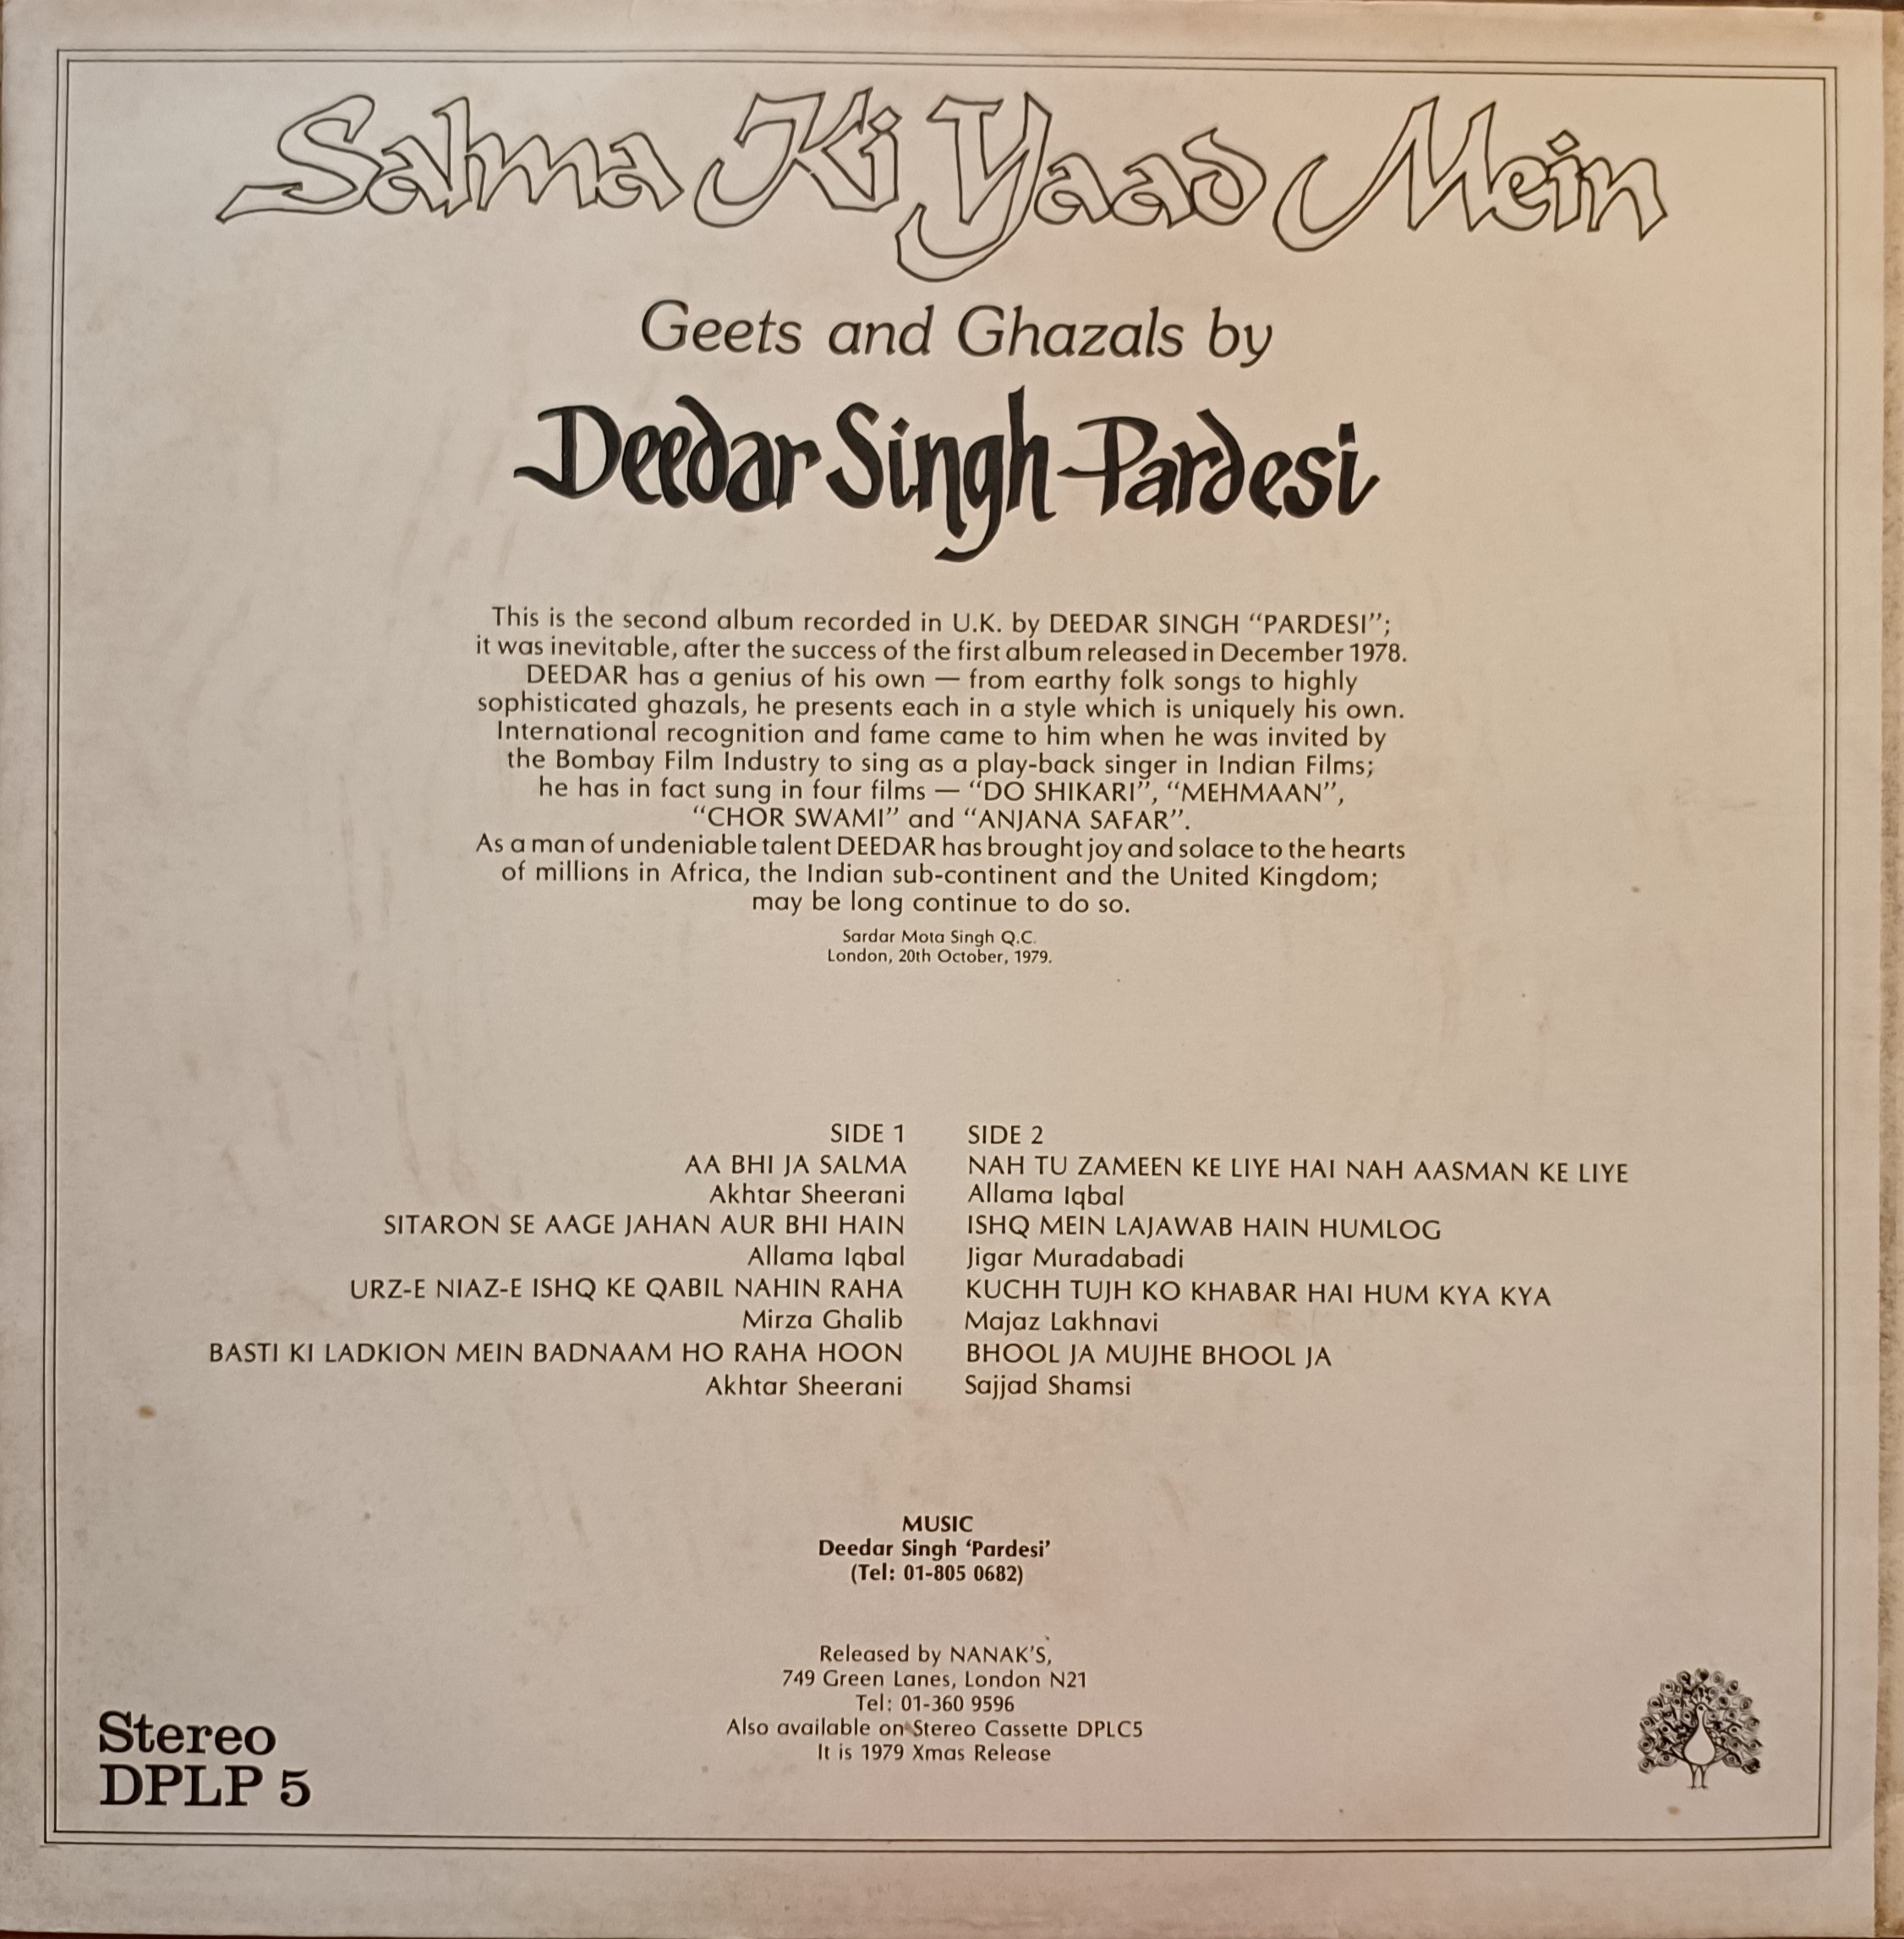 Salma Ki Yaad Mein
Geets and Ghazals by
Deedar Singh Pardesi
This is the second album recorded in U.K. by DEEDAR SINGH “PARDESI”;
it was inevitable, after the success of the first album released in December 1978.
DEEDAR has a genius of his own — from earthy folk songs to highly
sophisticated ghazals, he presents each in a style which is uniquely his own.
International recognition and fame came to him when he was invited by
the Bombay Film Industry to sing as a play-back singer in Indian Films;
he has in fact sung in four films — “DO SHIKARI”, “MEHMAAN”,
“CHOR SWAMI” and “ANJANA SAFAR”.
As a man of undeniable talent DEEDAR has brought joy and solace to the hearts
of millions in Africa, the Indian sub-continent and the United Kingdom;
may be long continue to do so.
Sardar Mota Singh Q.C.
London, 20th October, 1979.
SIDE 1
AA BHI JA SALMA
Akhtar Sheerani
SITARON SE AAGE JAHAN AUR BHI HAIN
Allama Iqbal
URZ-E NIAZ-E ISHQ KE QABIL NAHIN RAHA
Mirza Ghalib
BASTI KI LADKION MEIN BADNAAM HO RAHA HOON
Akhtar Sheerani
SIDE 2
NAH TU ZAMEEN KE LIYE HAI NAH AASMAN KE LIYE
Allama Iqbal
ISHQ MEIN LAJAWAB HAIN HUMLOG
Jigar Muradabadi
KUCHH TUJH KO KHABAR HAI HUM KYA KYA
Majaz Lakhnavi
BHOOL JA MUJHE BHOOL JA
Sajjad Shamsi
MUSIC
Deedar Singh ‘Pardesi’
(Tel: 01-805 0682)
Released by NANAK’S,
749 Green Lanes, London N21
Tel: 01-360 9596
Also available on Stereo Cassette DPLC5
It is 1979 Xmas Release
Stereo
DPLP 5